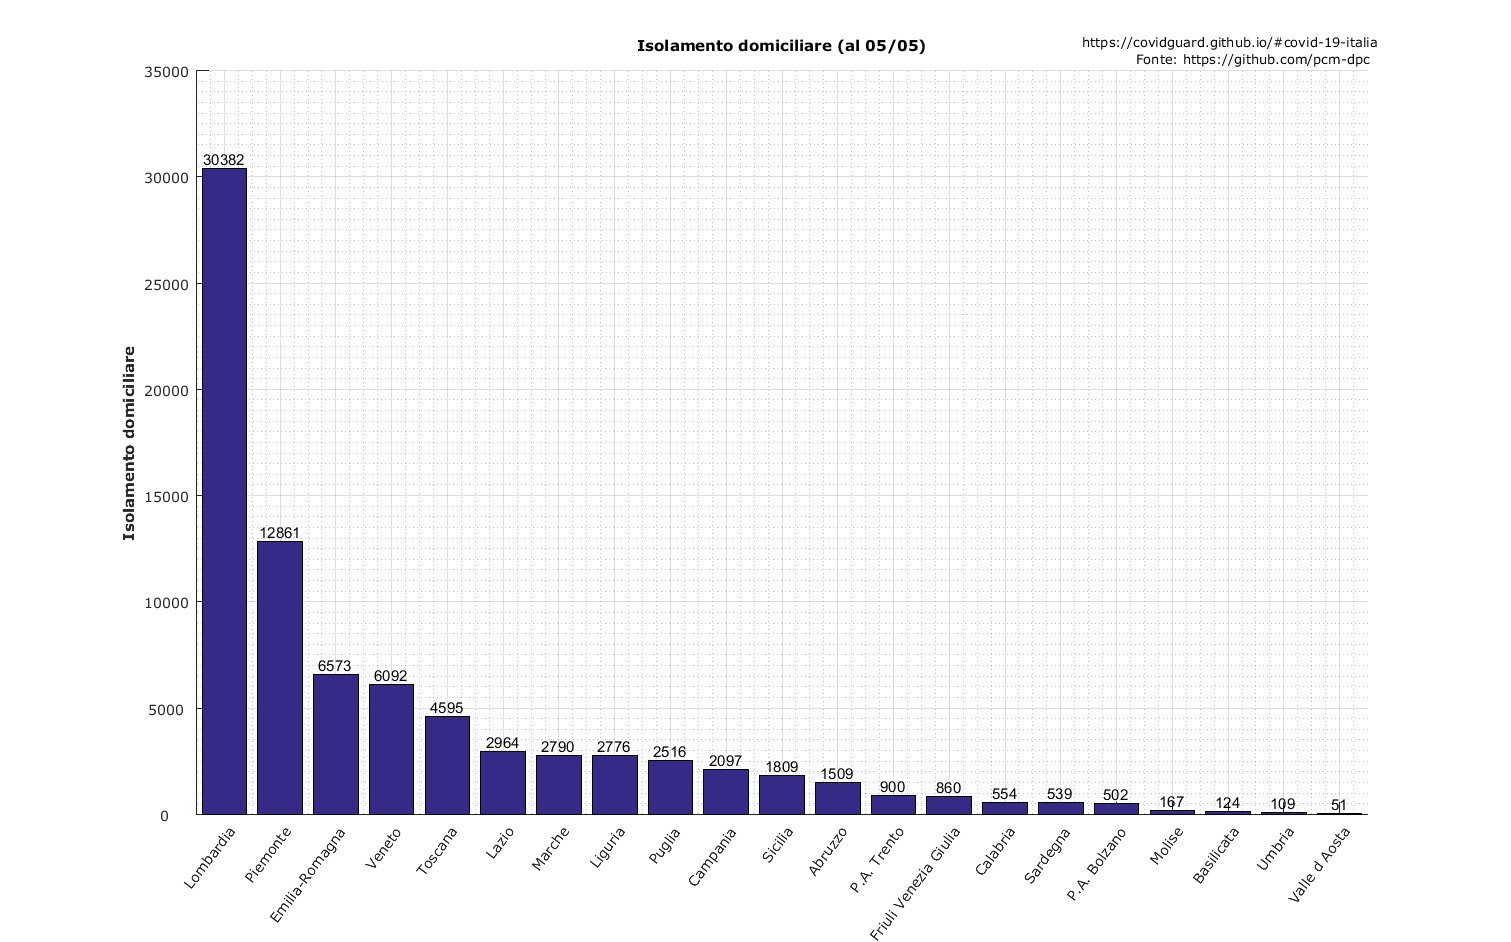 Isolamento domiciliare (al 05/05)
https://covidguard.github.io/#covid-19-italia
Fonte: https://github.com/pcm-dpc
Isolamento domiciliare
35000
30000
25000
20000
15000
10000
5000
0
30382
12861
6573
6092
4595
2964
2790
2776
2516
2097
1809
1509
900
860
554
539
502
167
124
109
51
Lombardia
Piemonte
Emilia-Romagna
Veneto
Toscana
Lazio
Marche
Liguria
Puglia
Campania
Sicilia
Abruzzo
P.A. Trento
Friuli Venezia Giulia
Calabria
Sardegna
P.A. Bolzano
Molise
Basilicata
Umbria
Valle d Aosta